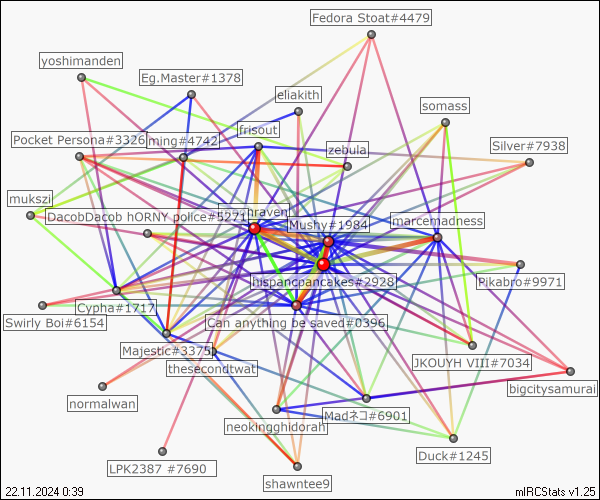 Fedora Stoat#4479
yoshimanden
Eg.Master#1378
eliakith
somass
frisout
Pocket Persona#3326
ming#4742
zebula
Silver#7938
mukszi
DacobDacob hORNY police#5271
hraven
Mushy#1984
marcemadness
hispancpancakes#2928
Pikabro#9971
Cypha#1717
Swirly Boi#6154
Can anything be saved#0396
Majestic#3375
JKOUYH VIII#7034
thesecondtwat
bigcitysamurai
normalwan
Madネコ#6901
neokingghidorah
Duck#1245
LPK2387 #7690
shawntee9
22.11.2024 0:39
mIRCStats v1.25